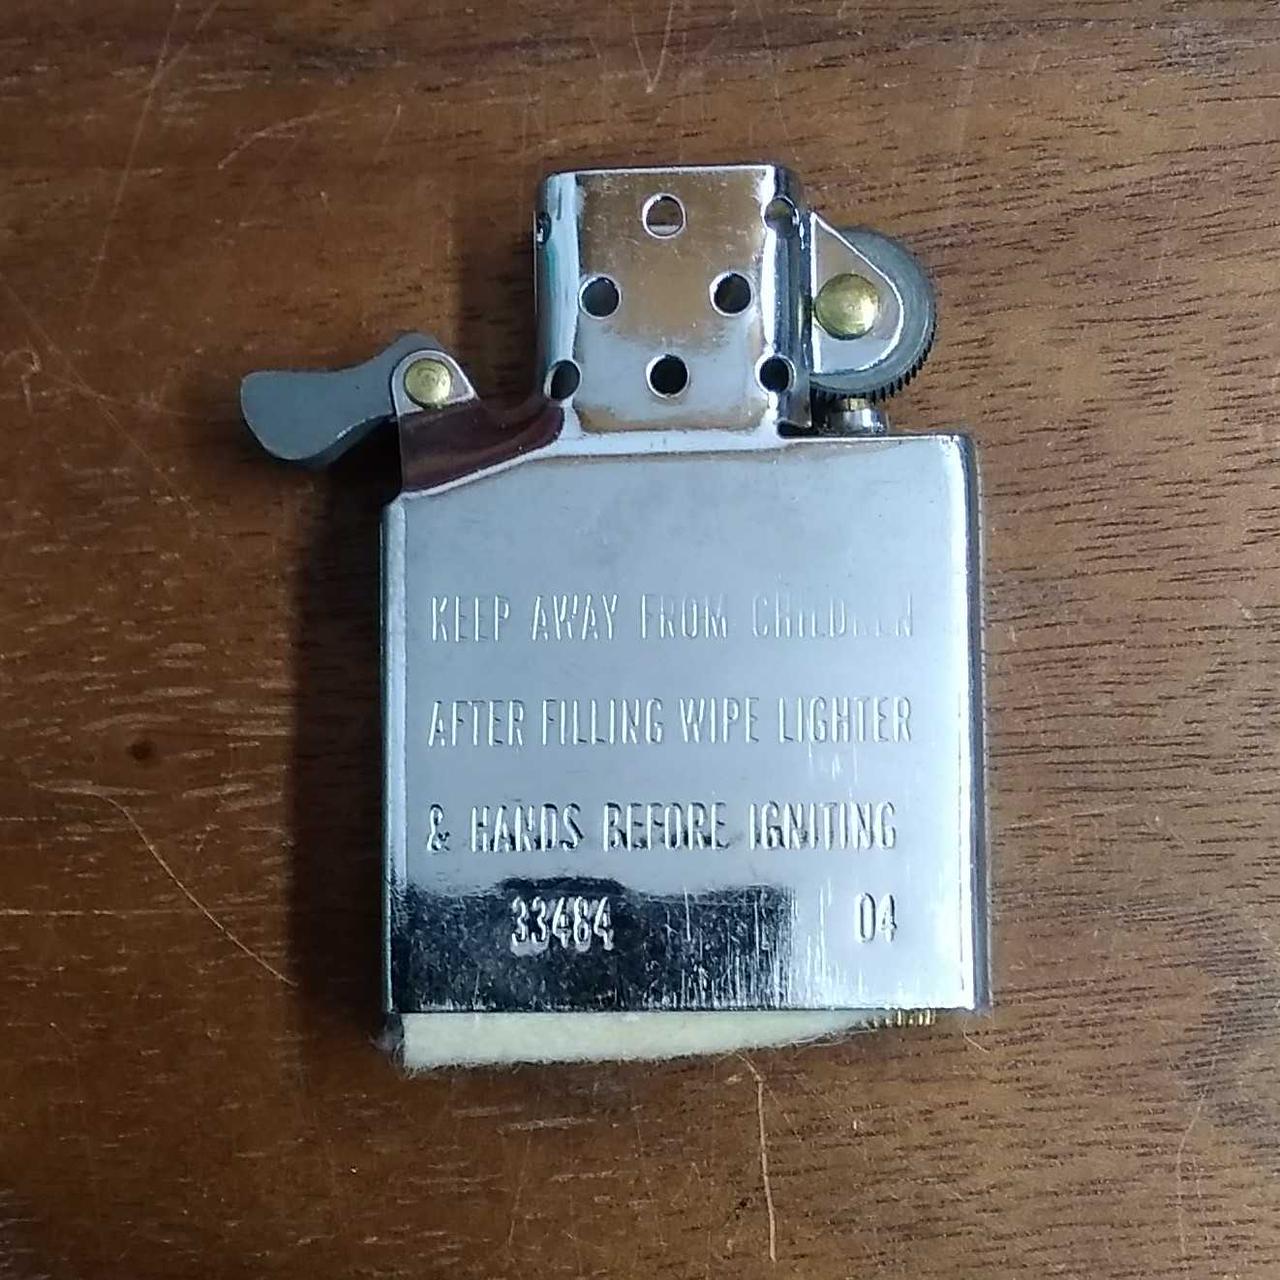 KEEP AWAY FROM CHILDREN
AFTER FILLING WIPE LIGHTER
& HANDS BEFORE IGNITING
33484 04